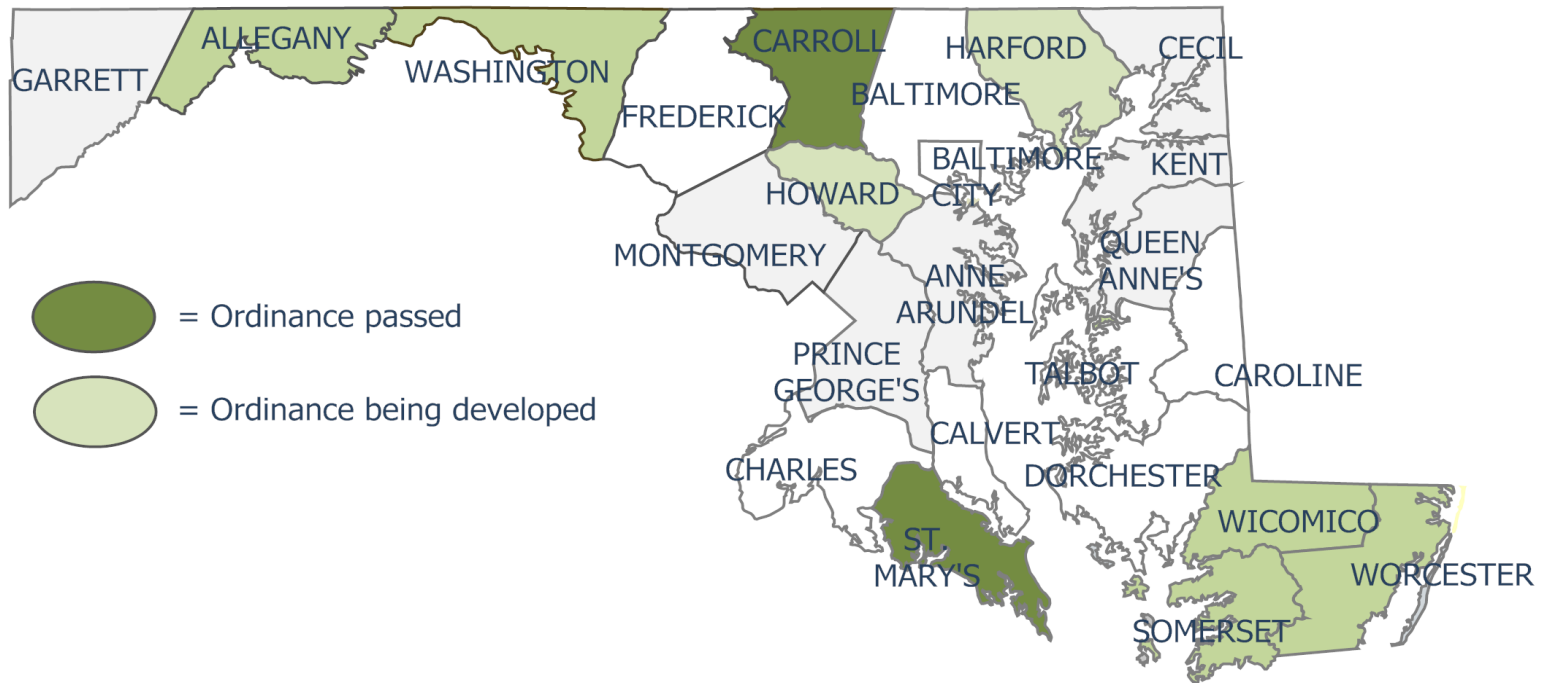 ALLEGANY
GARRETT
WASHINGTON
FREDERICK
CARROLL
BALTIMORE
HARFORD
CECIL
BALTIMORE
CITY
KENT
HOWARD
MONTGOMERY
QUEEN
ANNE'S
ANNE
ARUNDEL
= Ordinance passed
PRINCE
GEORGE'S
TALBOT
CAROLINE
= Ordinance being developed
CALVERT
CHARLES
DORCHESTER
WICOMICO
ST.
MARY'S
WORCESTER
SOMERSET